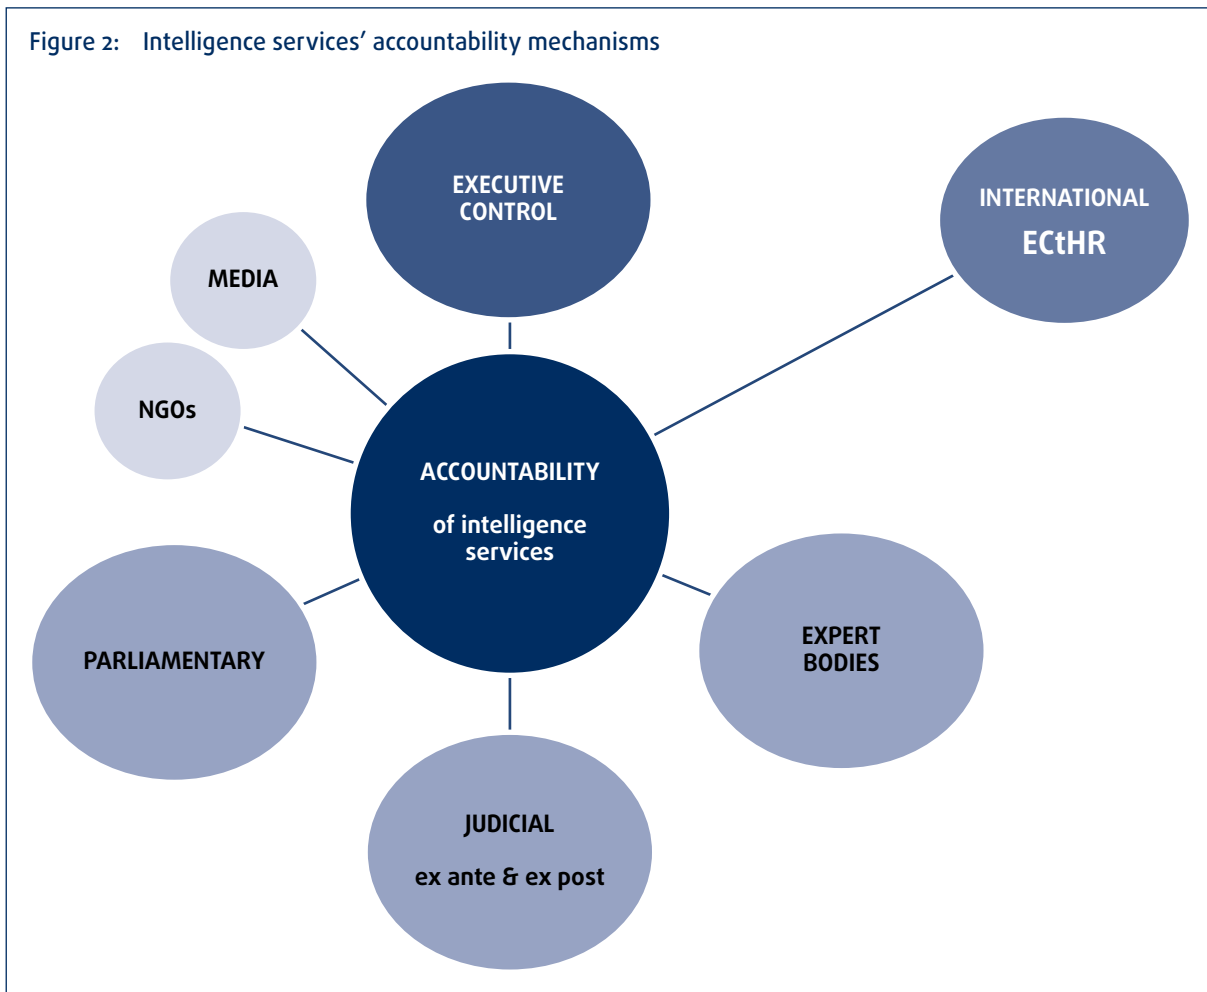 Figure 2: Intelligence services’ accountability mechanisms
EXECUTIVE
CONTROL
INTERNATIONAL
ECtHR
MEDIA
NGOs
ACCOUNTABILITY
of intelligence
services
PARLIAMENTARY
EXPERT
BODIES
JUDICIAL
ex ante & ex post